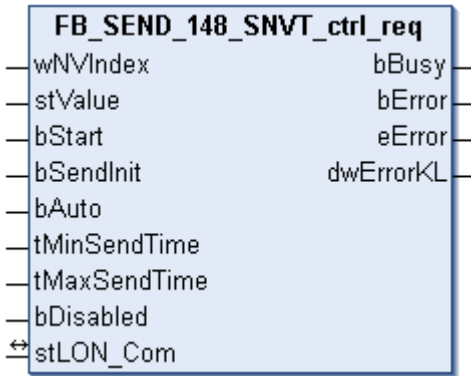 FB_SEND_148_SNVT_ctrl_req
wNVIndex bBusy
stValue bError
bStart eError
bSendInit dwErrorKL
bAuto
tMinSendTime
tMaxSendTime
bDisabled
stLON_Com